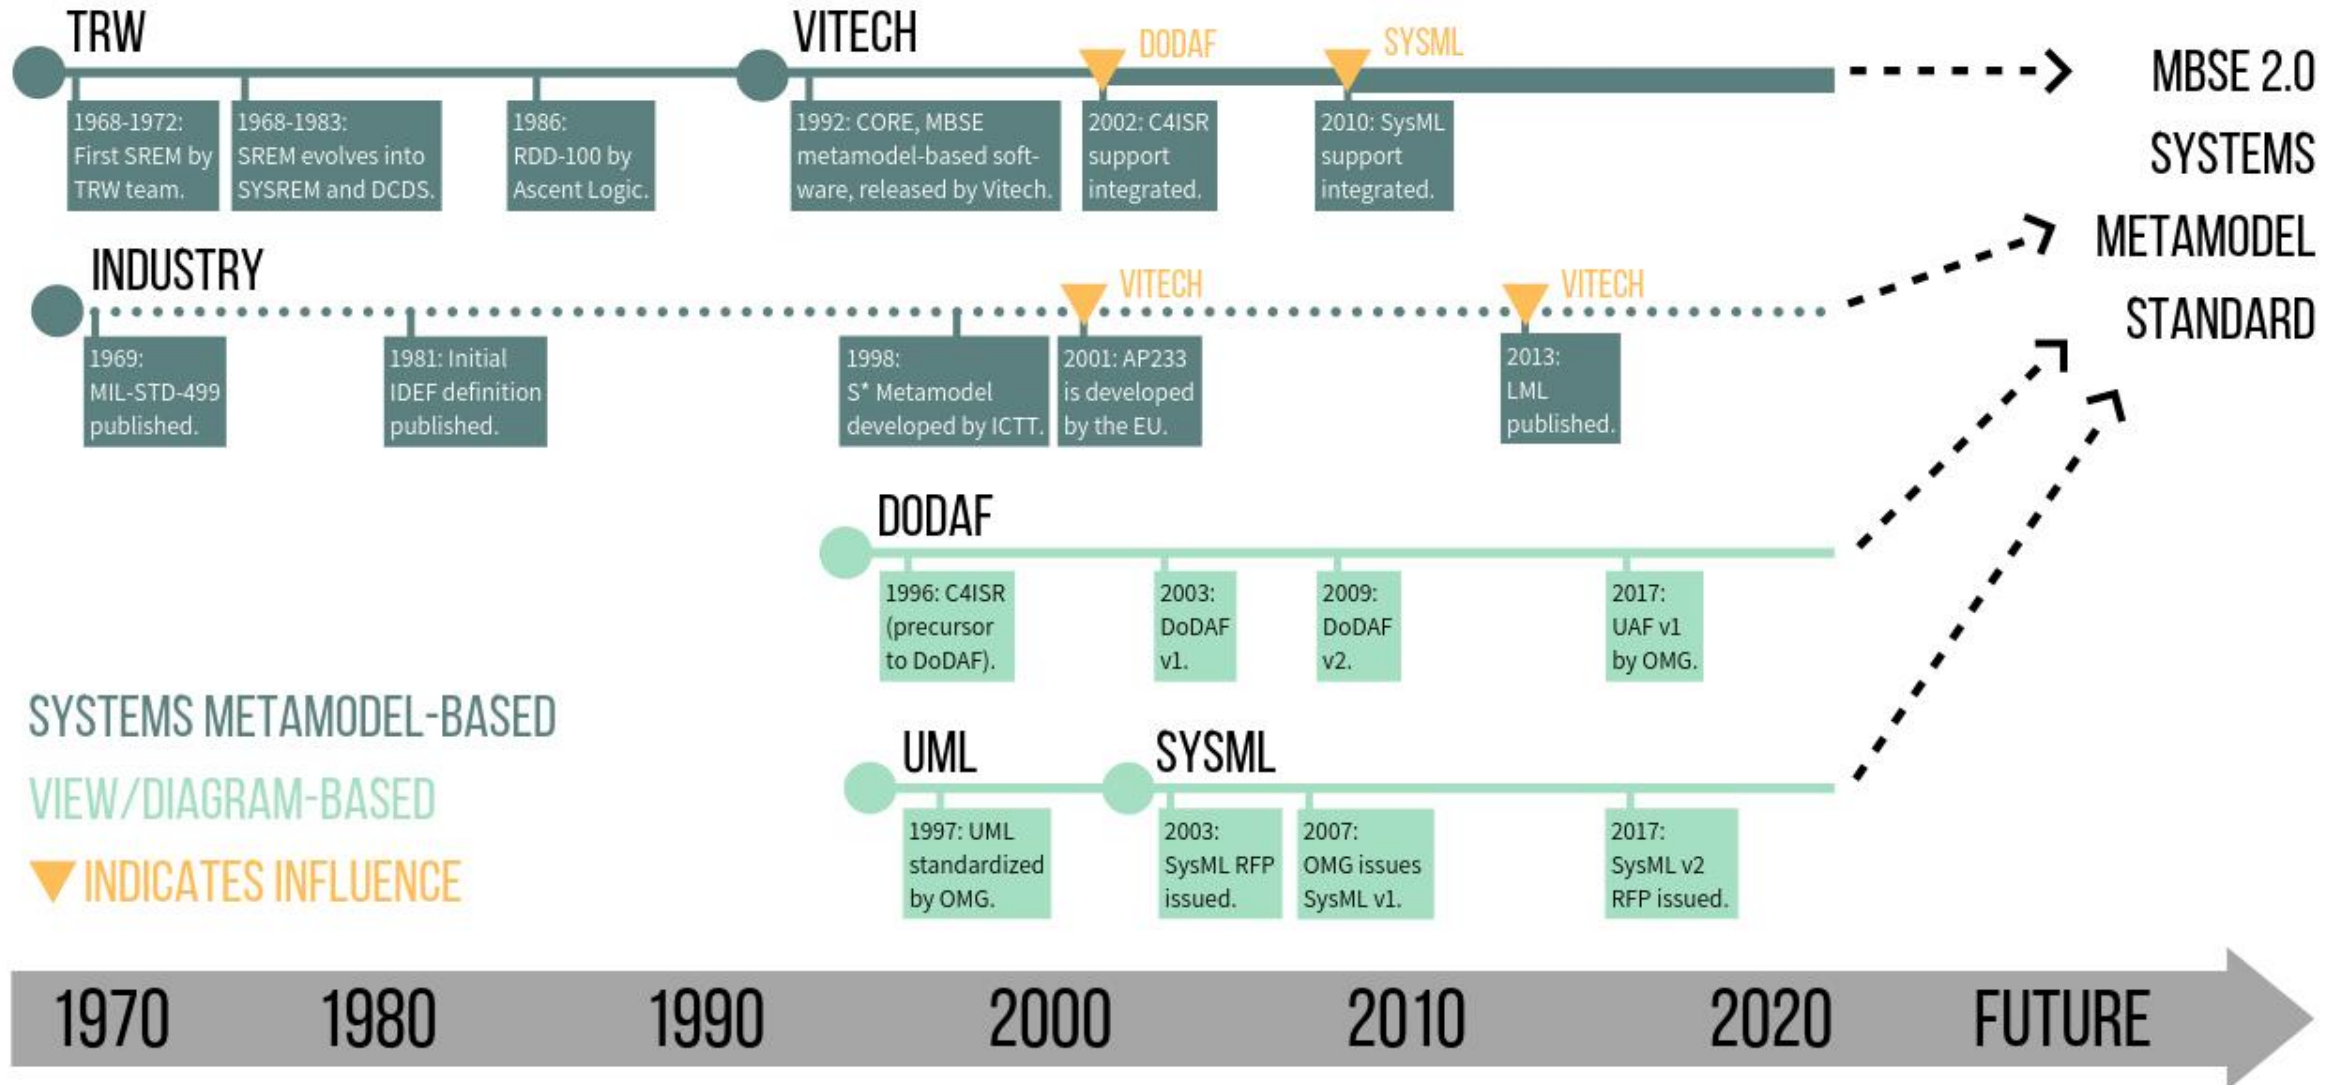 TRW
VITECH
DODAF
SYSML
1968-1972:
First SREM by
TRW team.
1968-1983:
SREM evolves into
SYSREM and DCDS.
1986:
RDD-100 by
Ascent Logic.
1992: CORE, MBSE
metamodel-based soft-
ware, released by Vitech.
2002: C4ISR
support
integrated.
2010: SysML
support
integrated.
MBSE 2.0
SYSTEMS
METAMODEL
STANDARD
INDUSTRY
VITECH
VITECH
1969:
MIL-STD-499
published.
1981: Initial
IDEF definition
published.
1998:
S* Metamodel
developed by ICTT.
2001: AP233
is developed
by the EU.
2013:
LML
published.
DODAF
1996: C4ISR
(precursor
to DoDAF).
2003:
DoDAF
v1.
2009:
DoDAF
v2.
2017:
UAF v1
by OMG.
UML
SYSML
1997: UML
standardized
by OMG.
2003:
SysML RFP
issued.
2007:
OMG issues
SysML v1.
2017:
SysML v2
RFP issued.
SYSTEMS METAMODEL-BASED
VIEW/DIAGRAM-BASED
INDICATES INFLUENCE
1970 1980 1990 2000 2010 2020 FUTURE